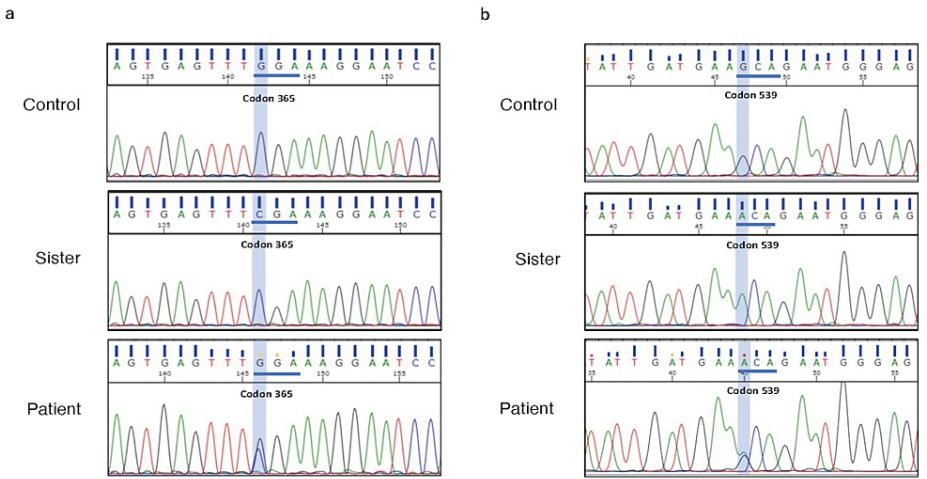 a
b
Control
A G T G A G T T T G G A A A G G A A T C C
135 140 145 150
Codon 365
Sister
A G T G A G T T T C G A A A G G A A T C C
135 140 145 150
Codon 365
Patient
A G T G A G T T T G G A A A G G A A T C C
140 145 150 155
Codon 365
Control
T A T T G A T G A A G C A G A A T G G G A G
40 45 50 55
Codon 539
Sister
T A T T G A T G A A A C A G A A T G G G A G
40 45 50 55
Codon 539
Patient
T A T T G A T G A A A C A G A A T G G G A G
35 40 45 50 55
Codon 539